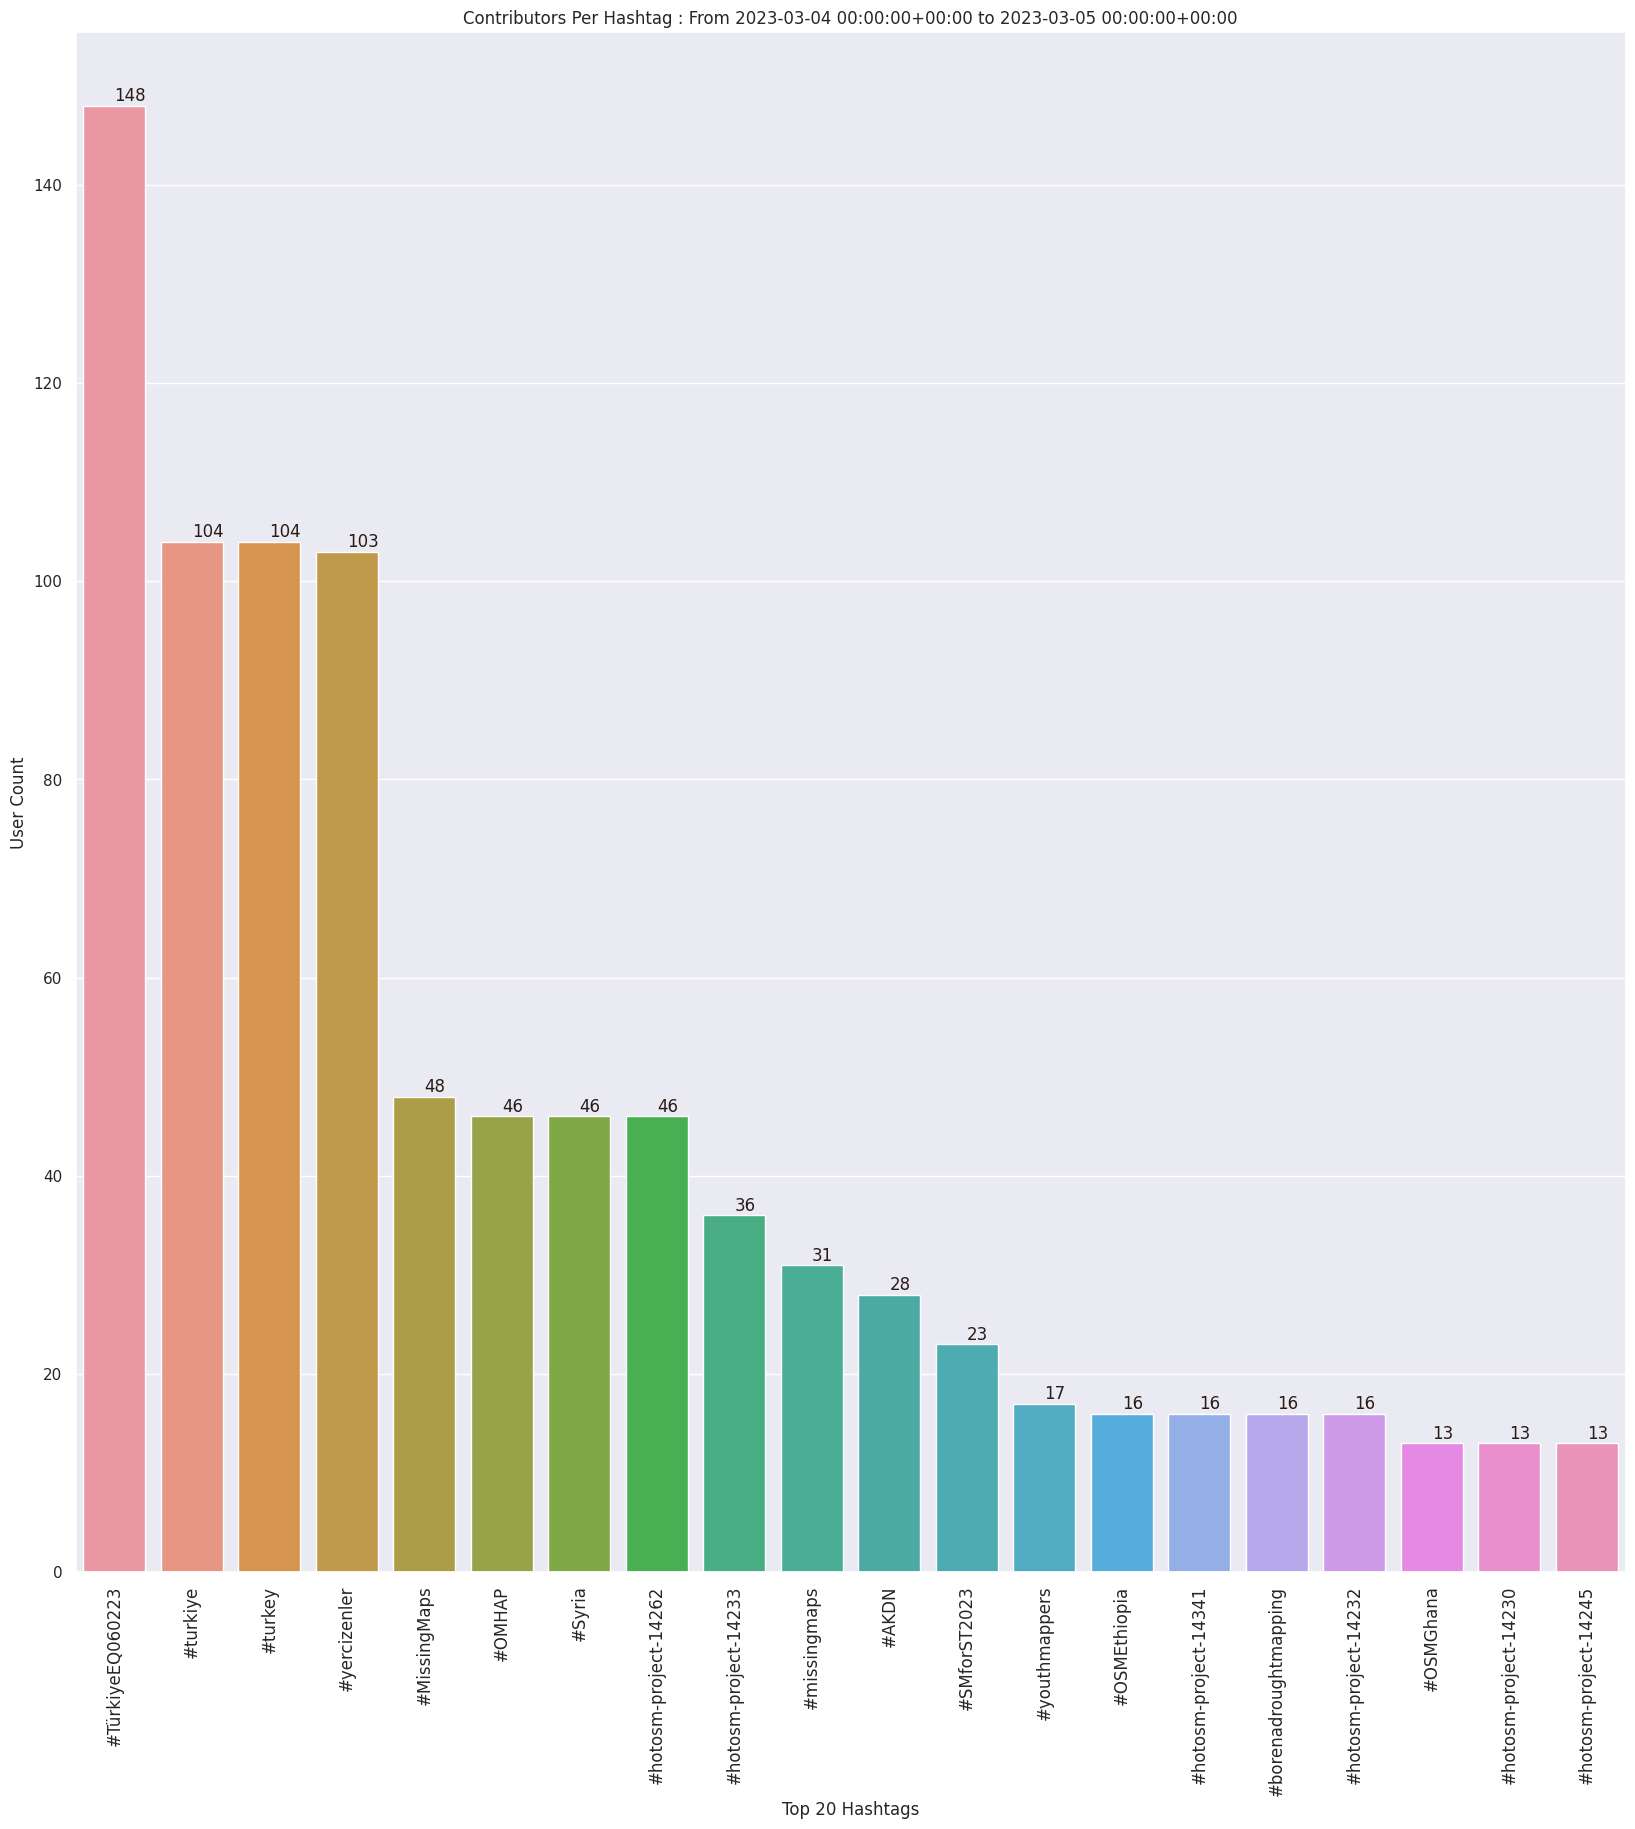 Contributors Per Hashtag : From 2023-03-04 00:00:00+00:00 to 2023-03-05 00:00:00+00:00
User Count
140
120
100
80
60
40
20
0
148
104
104
103
48
46
46
46
36
31
28
23
17
16
16
16
16
13
13
13
#TürkiyeEQ060223
#turkiye
#turkey
#yercizenler
#MissingMaps
#OMHAP
#Syria
#hotosm-project-14262
#hotosm-project-14233
#missingmaps
#AKDN
#SMforST2023
#youthmappers
#OSMEthiopia
#hotosm-project-14341
#borenadroughtmapping
#hotosm-project-14232
#OSMGhana
#hotosm-project-14230
#hotosm-project-14245
Top 20 Hashtags